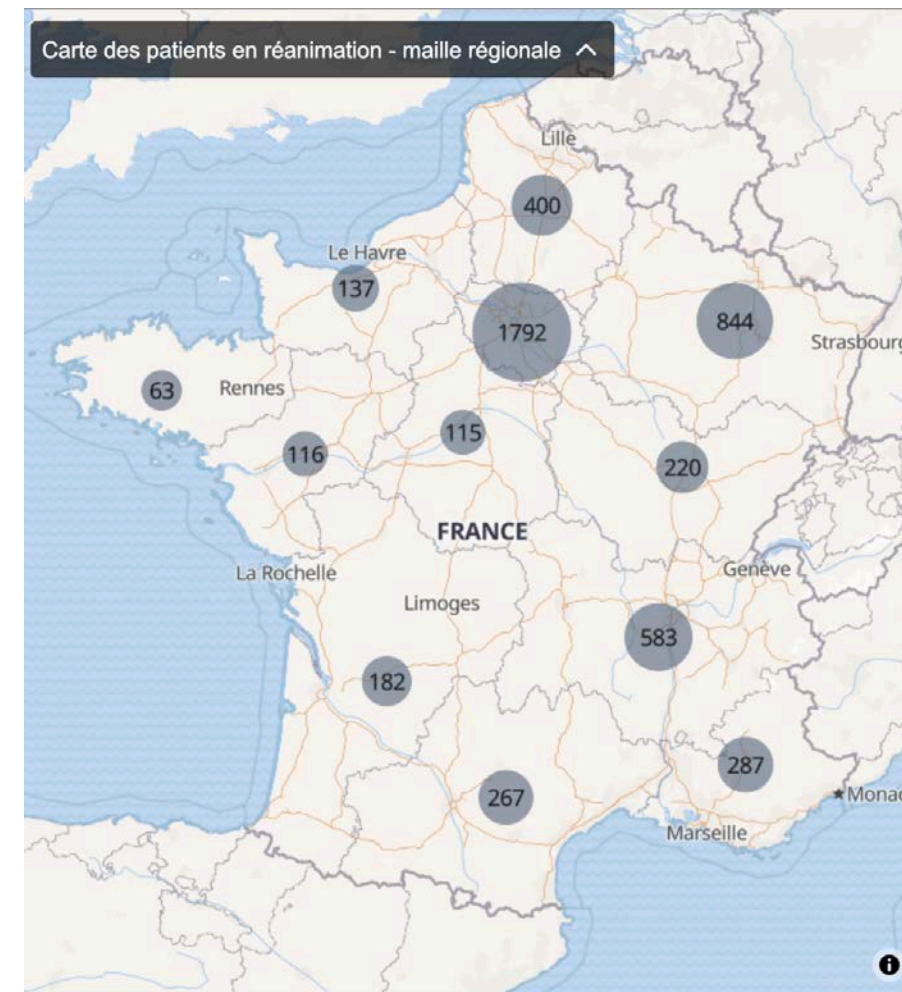 Carte des patients en réanimation - maille régionale
Lille
400
Le Havre
137
1792
844
Strasbourg
63
Rennes
115
116
220
FRANCE
Genève
La Rochelle
Limoges
583
182
287
267
Monac
Marseille